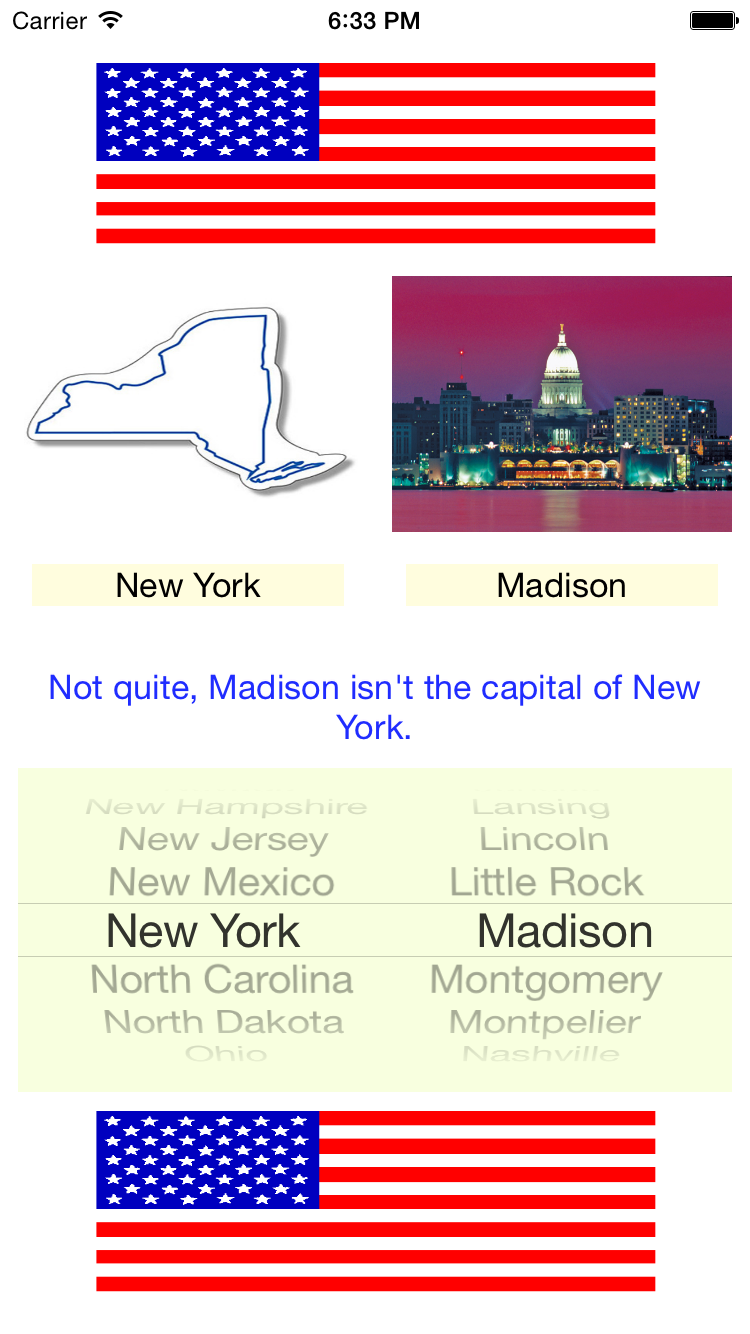 Carrier 6:33 PM
New York Madison
Not quite, Madison isn't the capital of New
York.
New Hampshire Lansing
New Jersey Lincoln
New Mexico Little Rock
New York Madison
North Carolina Montgomery
North Dakota Montpelier
Ohio Nashville